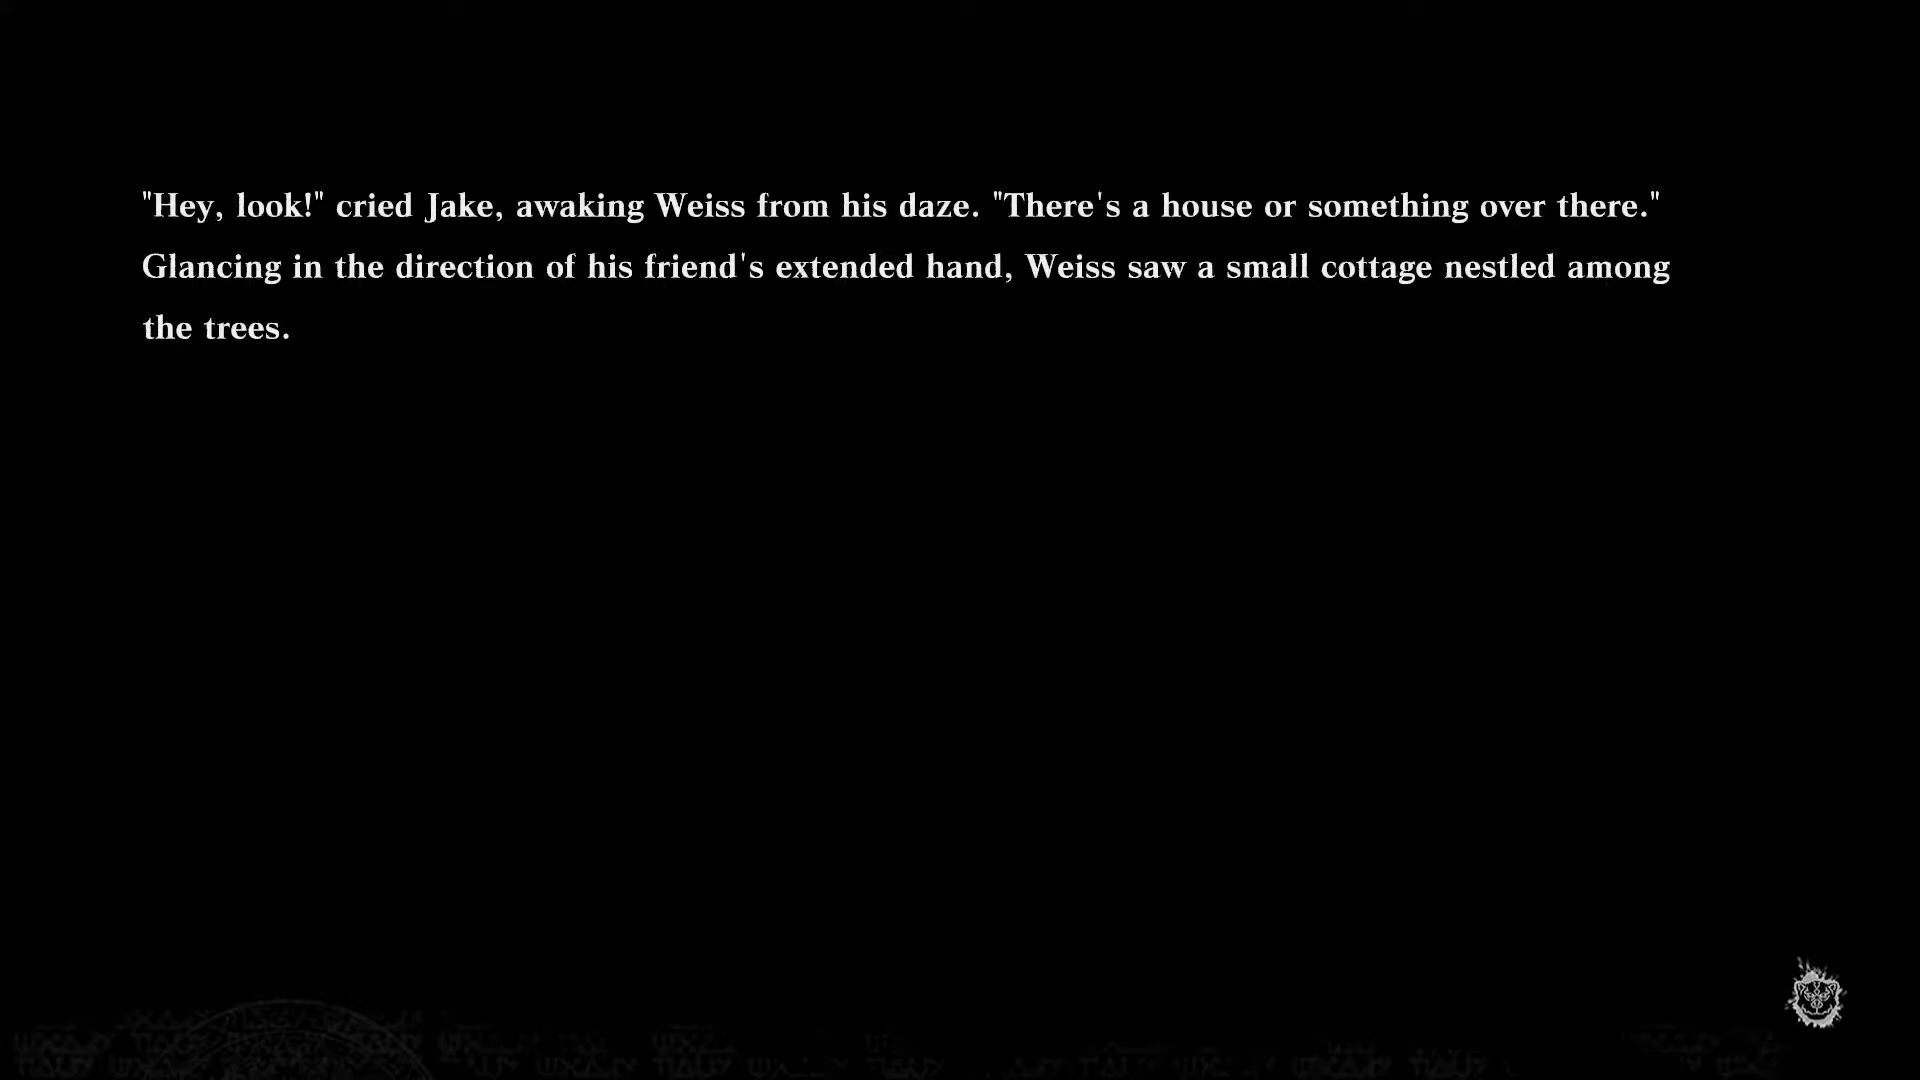 "Hey, look!" cried Jake, awaking Weiss from his daze. "There's a house or something over there."
Glancing in the direction of his friend's extended hand, Weiss saw a small cottage nestled among
the trees.